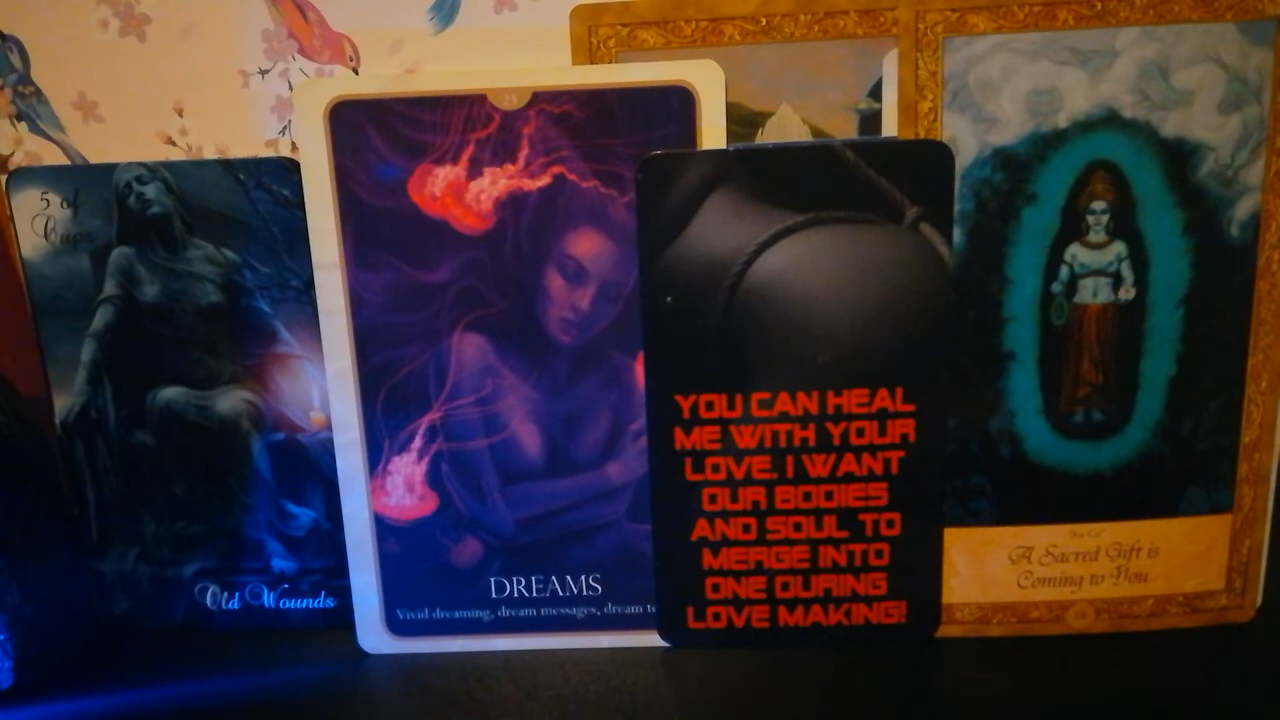 5 of
Cups
Old Wounds
23
DREAMS
Vivid dreaming, dream messages, dream
YOU CAN HEAL
ME WITH YOUR
LOVE. I WANT
OUR BODIES
AND SOUL TO
MERGE INTO
ONE DURING
LOVE MAKING!
A Sacred Gift is
Coming to You